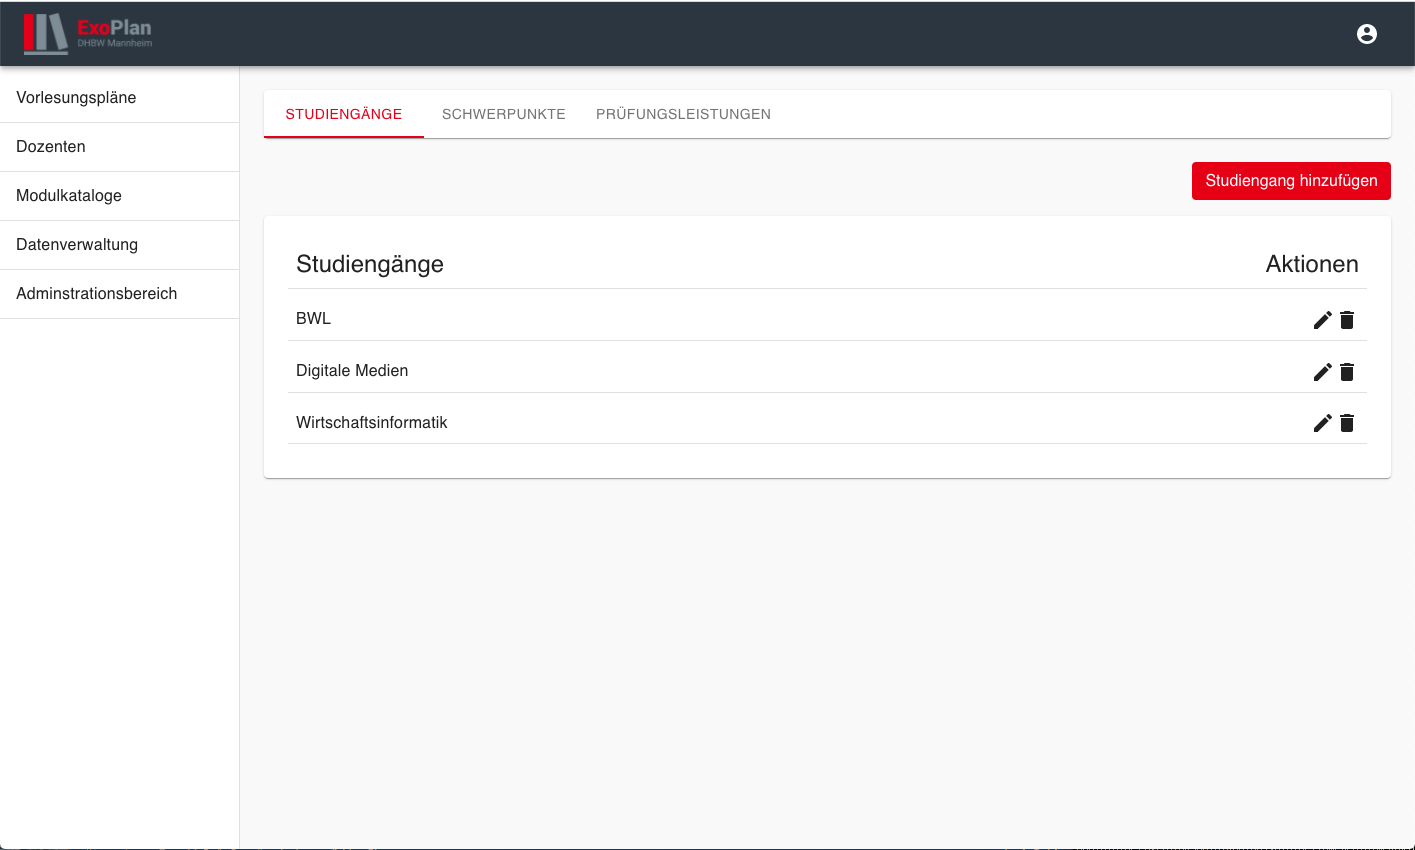 ExoPlan
DHBW Mannheim
Vorlesungspläne
Dozenten
Modulkataloge
Datenverwaltung
Adminstrationsbereich
STUDIENGÄNGE SCHWERPUNKTE PRÜFUNGSLEISTUNGEN
Studiengang hinzufügen
Studiengänge Aktionen
BWL
Digitale Medien
Wirtschaftsinformatik